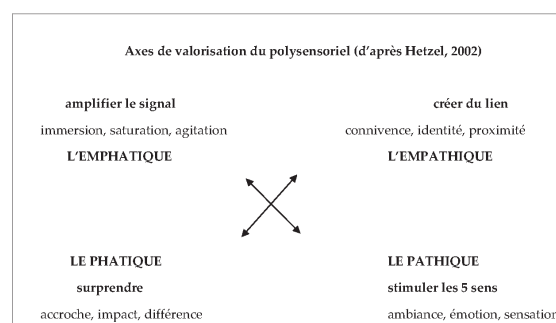 Axes de valorisation du polysensoriel (d'après Hetzel, 2002)
amplifier le signal
créer du lien
immersion, saturation, agitation
connivence, identité, proximité
L'EMPHATIQUE
L'EMPATHIQUE
LE PHATIQUE
LE PATHIQUE
surprendre
stimuler les 5 sens
accroche, impact, différence
ambiance, émotion, sensation